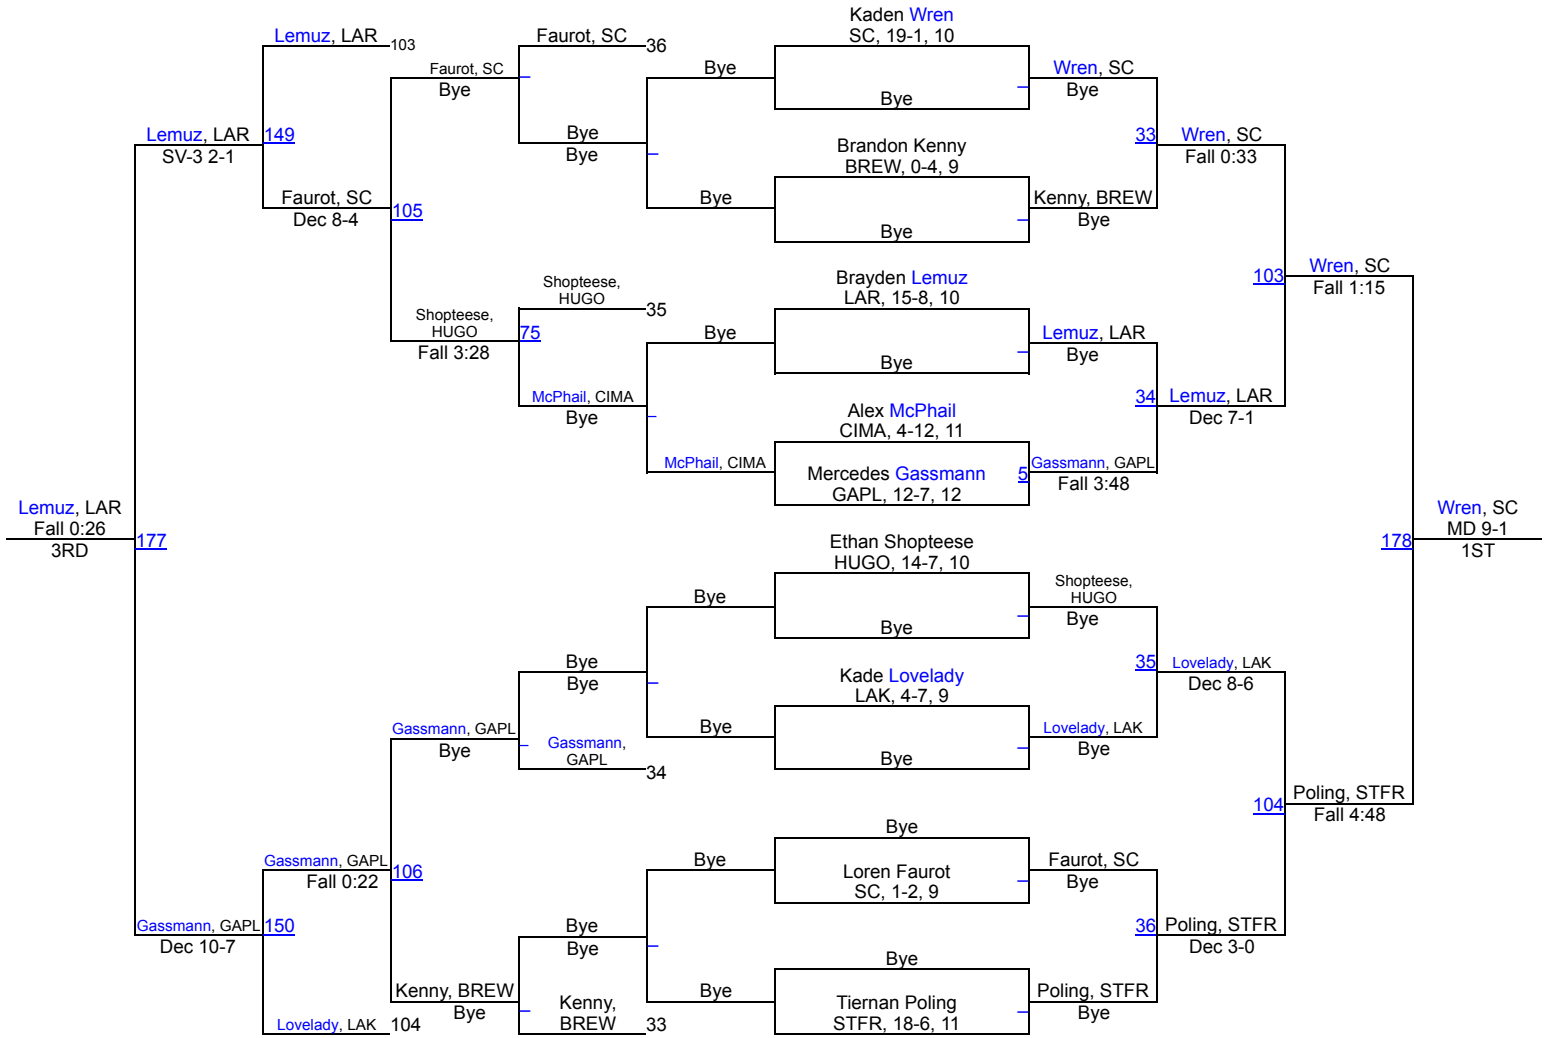 Kaden Wren
SC, 19-1, 10
Lemuz, LAR
103
Faurot, SC
36
Faurot, SC
Bye
Bye
Wren, SC
Bye
Bye
Lemuz, LAR
149
SV-3 2-1
Bye
Bye
Brandon Kenny
BREW, 0-4, 9
33
Wren, SC
Fall 0:33
Faurot, SC
105
Dec 8-4
Bye
Kenny, BREW
Bye
Bye
Shopteese,
HUGO
35
Brayden Lemuz
LAR, 15-8, 10
103
Wren, SC
Fall 1:15
Shopteese,
HUGO
75
Fall 3:28
Bye
Lemuz, LAR
Bye
Bye
McPhail, CIMA
Bye
Alex McPhail
CIMA, 4-12, 11
34
Lemuz, LAR
Dec 7-1
McPhail, CIMA
Mercedes Gassmann
GAPL, 12-7, 12
5
Gassmann, GAPL
Fall 3:48
Lemuz, LAR
Fall 0:26
3RD
177
Ethan Shopteese
HUGO, 14-7, 10
178
Wren, SC
MD 9-1
1ST
Bye
Shopteese,
HUGO
Bye
Bye
Bye
Bye
Kade Lovelady
LAK, 4-7, 9
35
Lovelady, LAK
Dec 8-6
Gassmann, GAPL
Bye
Gassmann,
GAPL
34
Bye
Lovelady, LAK
Bye
Bye
104
Poling, STFR
Fall 4:48
Bye
Gassmann, GAPL
106
Fall 0:22
Bye
Loren Faurot
SC, 1-2, 9
Faurot, SC
Bye
Gassmann, GAPL
150
Dec 10-7
Bye
Bye
36
Poling, STFR
Dec 3-0
Bye
Kenny, BREW
Bye
Kenny,
BREW
33
Bye
Tiernan Poling
STFR, 18-6, 11
Poling, STFR
Bye
Lovelady, LAK
104